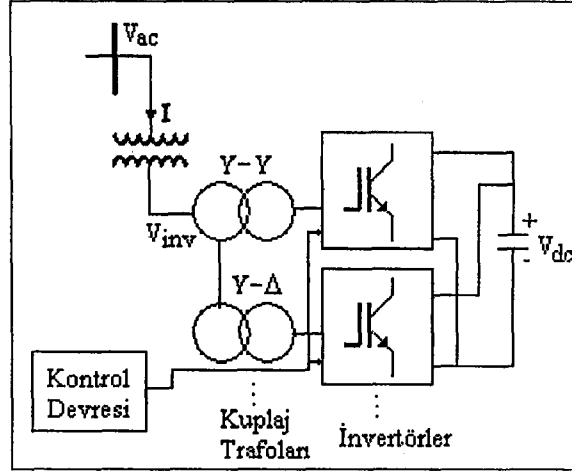 Vac
I
Y-Y
Vinv
+
Vdc
-
Y-Δ
Kontrol
Devresi
Kuplaj
Trafoları
İnvertörler